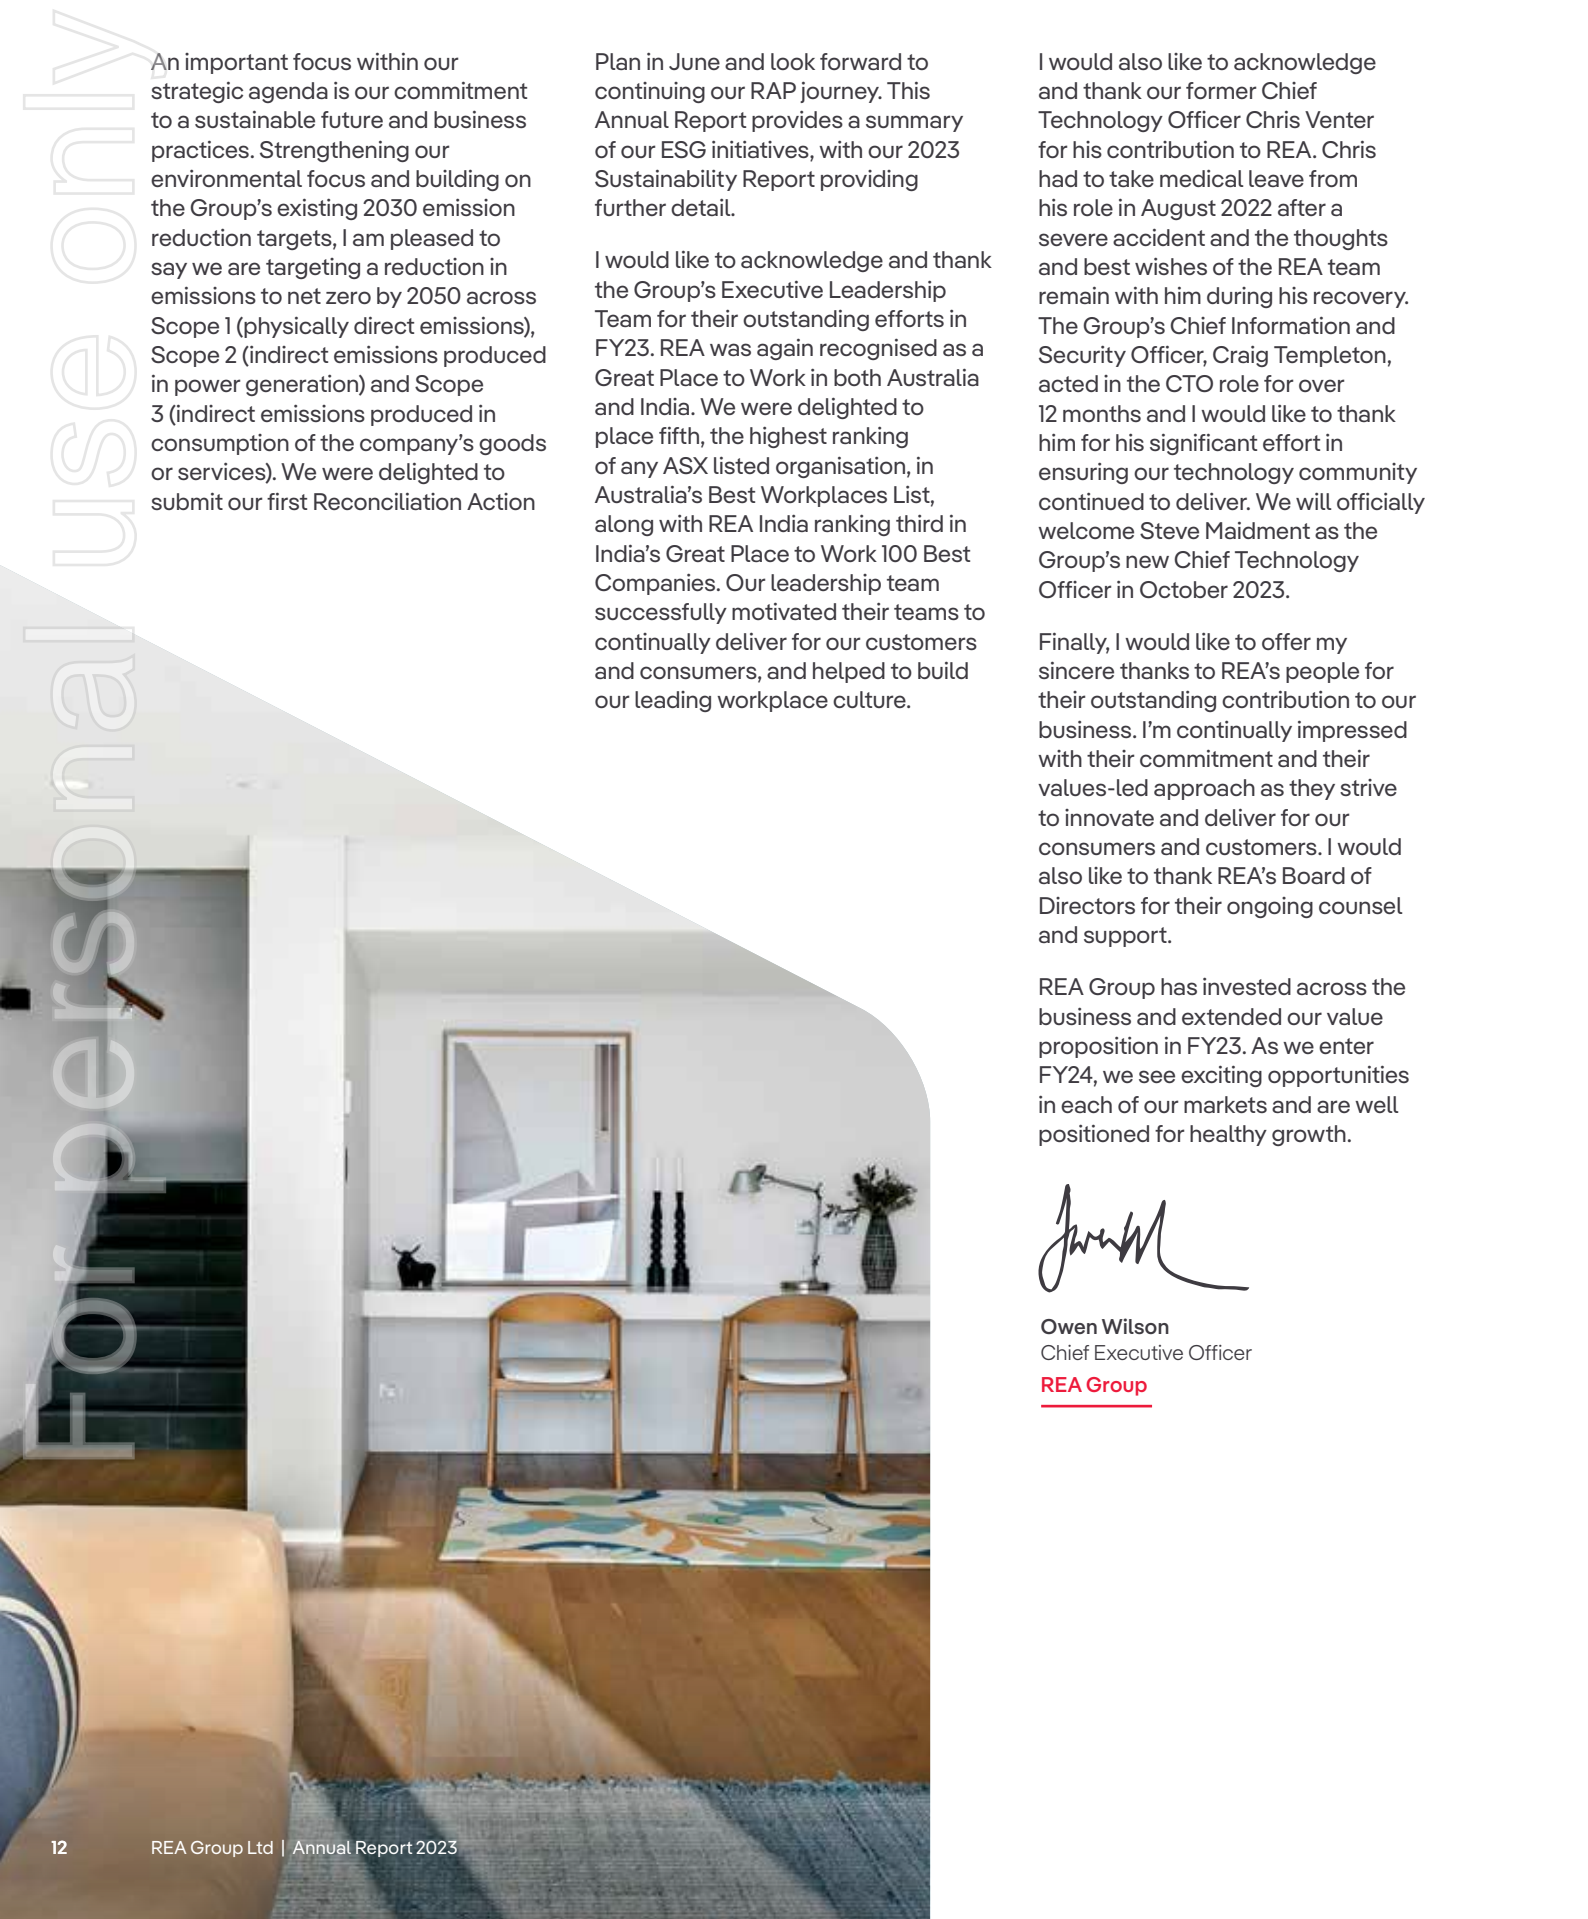 For personal use only
An important focus within our
strategic agenda is our commitment
to a sustainable future and business
practices. Strengthening our
environmental focus and building on
the Group's existing 2030 emission
reduction targets, I am pleased to
say we are targeting a reduction in
emissions to net zero by 2050 across
Scope 1 (physically direct emissions),
Scope 2 (indirect emissions produced
in power generation) and Scope
3 (indirect emissions produced in
consumption of the company's goods
or services). We were delighted to
submit our first Reconciliation Action
Plan in June and look forward to
continuing our RAP journey. This
Annual Report provides a summary
of our ESG initiatives, with our 2023
Sustainability Report providing
further detail.
I would like to acknowledge and thank
the Group's Executive Leadership
Team for their outstanding efforts in
FY23. REA was again recognised as a
Great Place to Work in both Australia
and India. We were delighted to
place fifth, the highest ranking
of any ASX listed organisation, in
Australia's Best Workplaces List,
along with REA India ranking third in
India's Great Place to Work 100 Best
Companies. Our leadership team
successfully motivated their teams to
continually deliver for our customers
and consumers, and helped to build
our leading workplace culture.
I would also like to acknowledge
and thank our former Chief
Technology Officer Chris Venter
for his contribution to REA. Chris
had to take medical leave from
his role in August 2022 after a
severe accident and the thoughts
and best wishes of the REA team
remain with him during his recovery.
The Group's Chief Information and
Security Officer, Craig Templeton,
acted in the CTO role for over
12 months and I would like to thank
him for his significant effort in
ensuring our technology community
continued to deliver. We will officially
welcome Steve Maidment as the
Group's new Chief Technology
Officer in October 2023.
Finally, I would like to offer my
sincere thanks to REA's people for
their outstanding contribution to our
business. I'm continually impressed
with their commitment and their
values-led approach as they strive
to innovate and deliver for our
consumers and customers. I would
also like to thank REA's Board of
Directors for their ongoing counsel
and support.
REA Group has invested across the
business and extended our value
proposition in FY23. As we enter
FY24, we see exciting opportunities
in each of our markets and are well
positioned for healthy growth.
Owen Wilson
Chief Executive Officer
REA Group
12 REA Group Ltd | Annual Report 2023